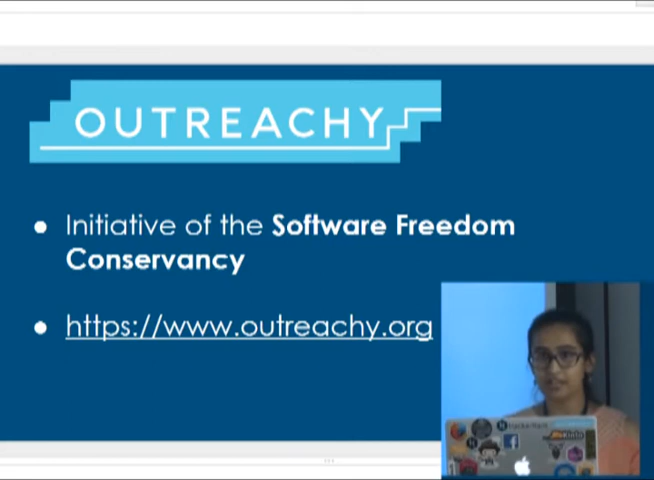 OUTREACHY
● Initiative of the Software Freedom
Conservancy
● https://www.outreachy.org